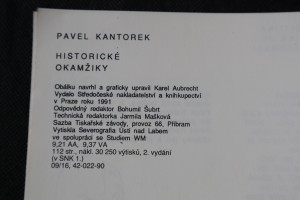 PAVEL KANTOREK
HISTORICKÉ
OKAMŽIKY
Obálku navrhl a graficky upravil Karel Aubrecht
Vydalo Středočeské nakladatelství a knihkupectví
v Praze roku 1991
Odpovědný redaktor Bohumil Šubrt
Technická redaktorka Jarmila Mašková
Sazba Tiskařské závody, provoz 66, Příbram
Vytiskla Severografia Ústí nad Labem
ve spolupráci se Studiem WM
9,21 AA, 9,37 VA
112 str., nákl. 30 250 výtisků, 2. vydání
(v SNK 1.)
09/16, 42-022-90